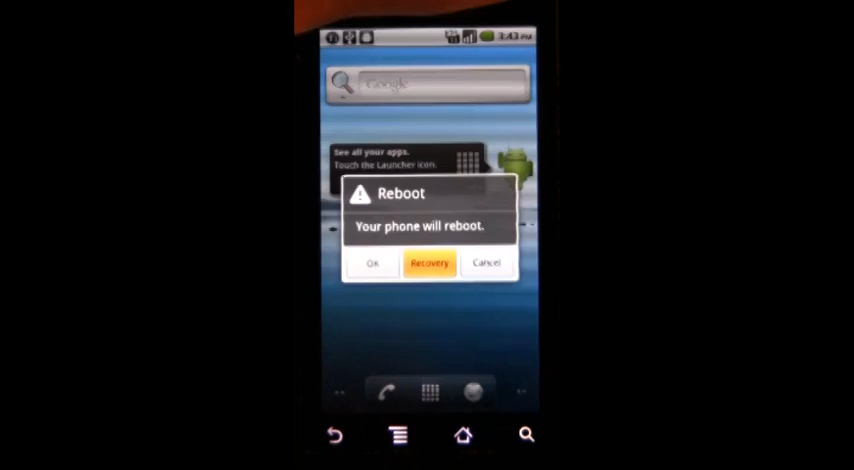 3:43 PM
Google
See all your apps.
Touch the Launcher icon.
Reboot
Your phone will reboot.
OK
Recovery
Cancel